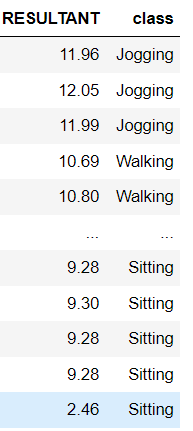 RESULTANT class
11.96 Jogging
12.05 Jogging
11.99 Jogging
10.69 Walking
10.80 Walking
... ...
9.28 Sitting
9.30 Sitting
9.28 Sitting
9.28 Sitting
2.46 Sitting